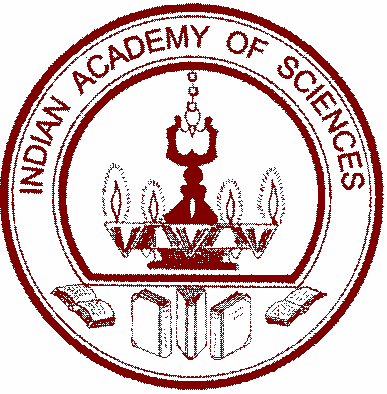 INDIAN ACADEMY OF SCIENCES